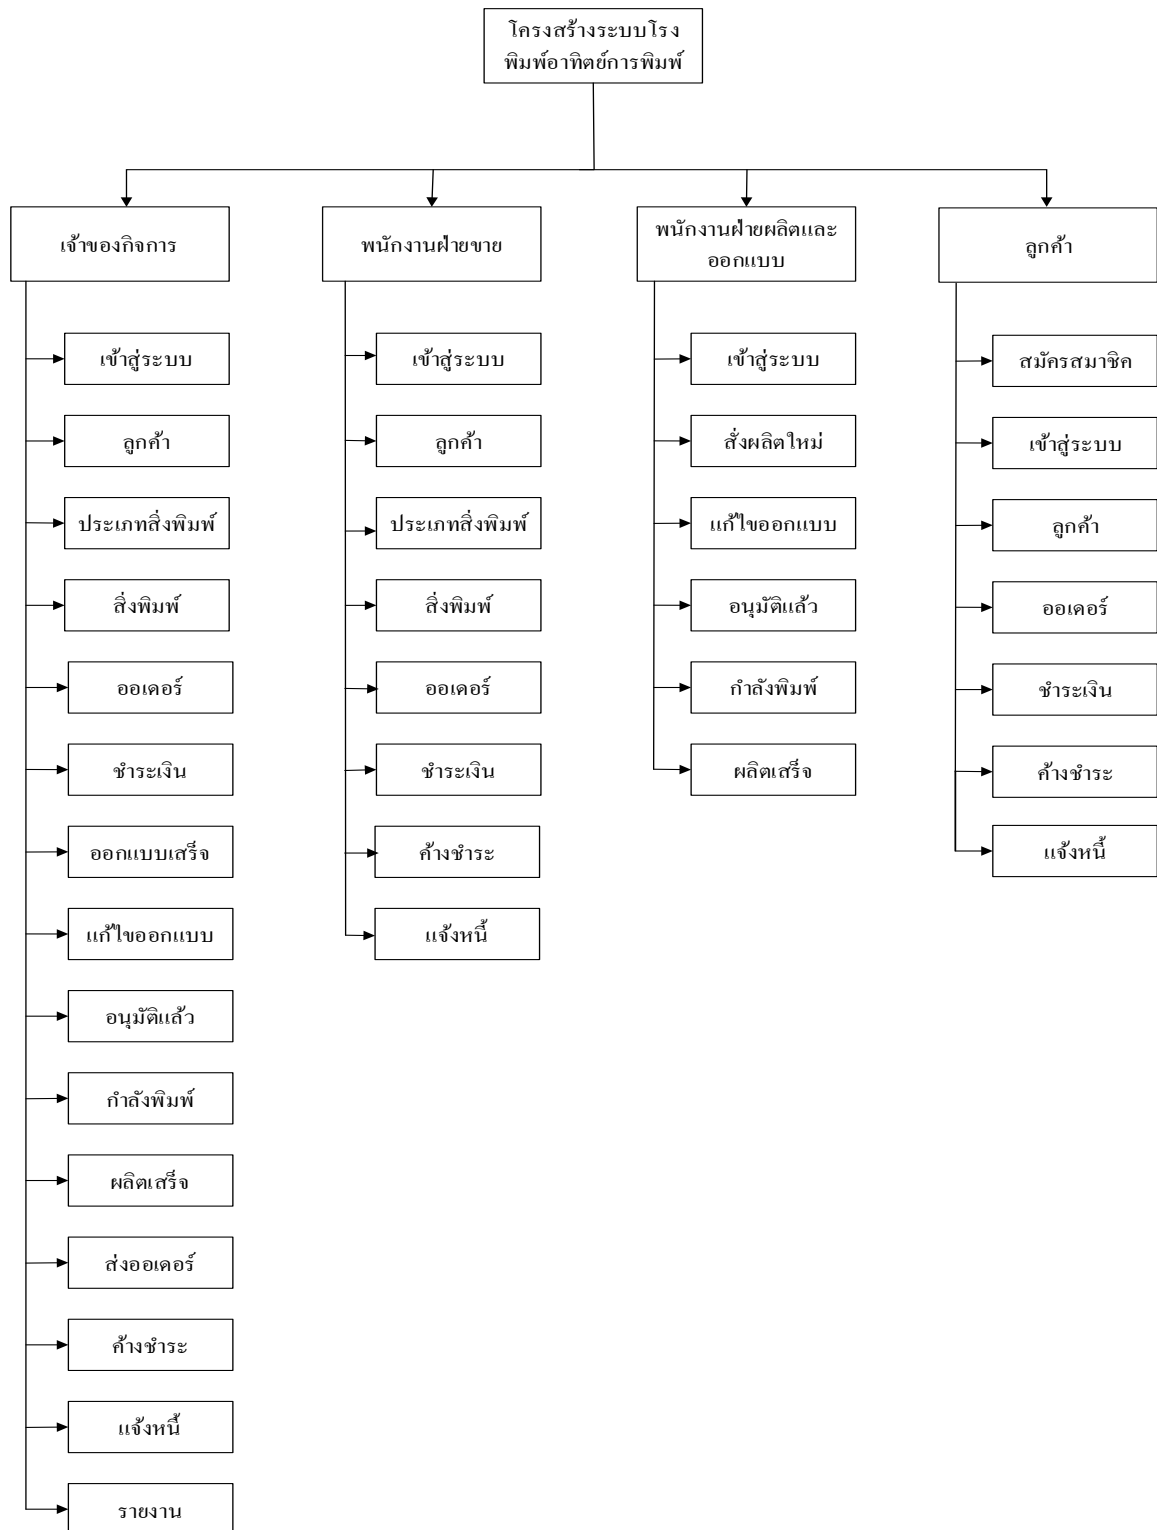 โครงสร้างระบบโรง
พิมพ์อาทิตย์การพิมพ์
เจ้าของกิจการ
เข้าสู่ระบบ
ลูกค้า
ประเภทสิ่งพิมพ์
สิ่งพิมพ์
ออเดอร์
ชำระเงิน
ออกแบบเสร็จ
แก้ไขออกแบบ
อนุมัติแล้ว
กำลังพิมพ์
ผลิตเสร็จ
ส่งออเดอร์
ค้างชำระ
แจ้งหนี้
รายงาน
พนักงานฝ่ายขาย
เข้าสู่ระบบ
ลูกค้า
ประเภทสิ่งพิมพ์
สิ่งพิมพ์
ออเดอร์
ชำระเงิน
ค้างชำระ
แจ้งหนี้
พนักงานฝ่ายผลิตและ
ออกแบบ
เข้าสู่ระบบ
สั่งผลิตใหม่
แก้ไขออกแบบ
อนุมัติแล้ว
กำลังพิมพ์
ผลิตเสร็จ
ลูกค้า
สมัครสมาชิค
เข้าสู่ระบบ
ลูกค้า
ออเดอร์
ชำระเงิน
ค้างชำระ
แจ้งหนี้